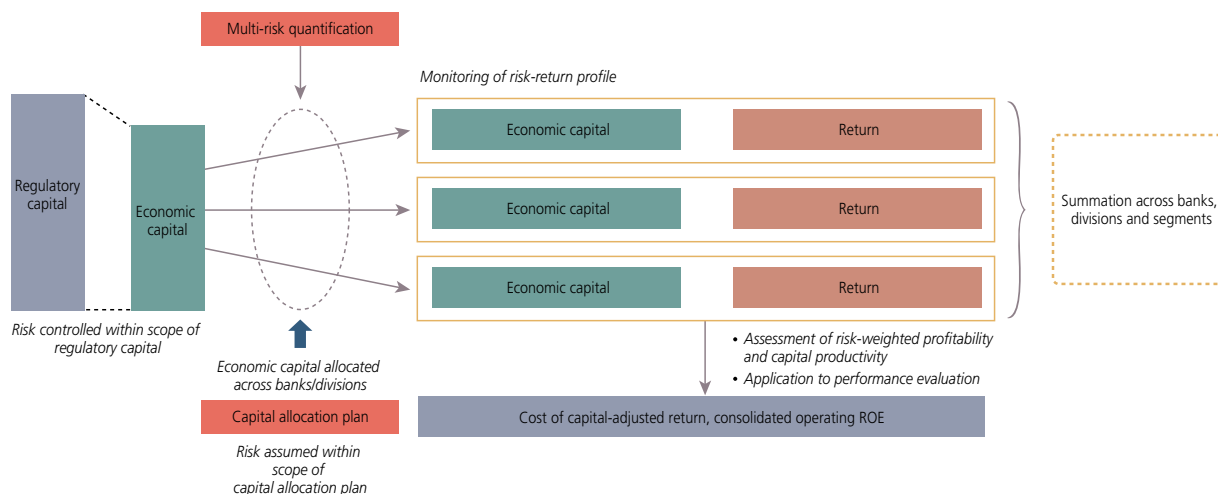 Multi-risk quantification
Monitoring of risk-return profile
Regulatory
capital
Economic
capital
Risk controlled within scope of
regulatory capital
Economic capital
Return
Economic capital
Return
Economic capital
Return
Summation across banks,
divisions and segments
Economic capital allocated
across banks/divisions
Capital allocation plan
Risk assumed within
scope of
capital allocation plan
• Assessment of risk-weighted profitability
and capital productivity
• Application to performance evaluation
Cost of capital-adjusted return, consolidated operating ROE